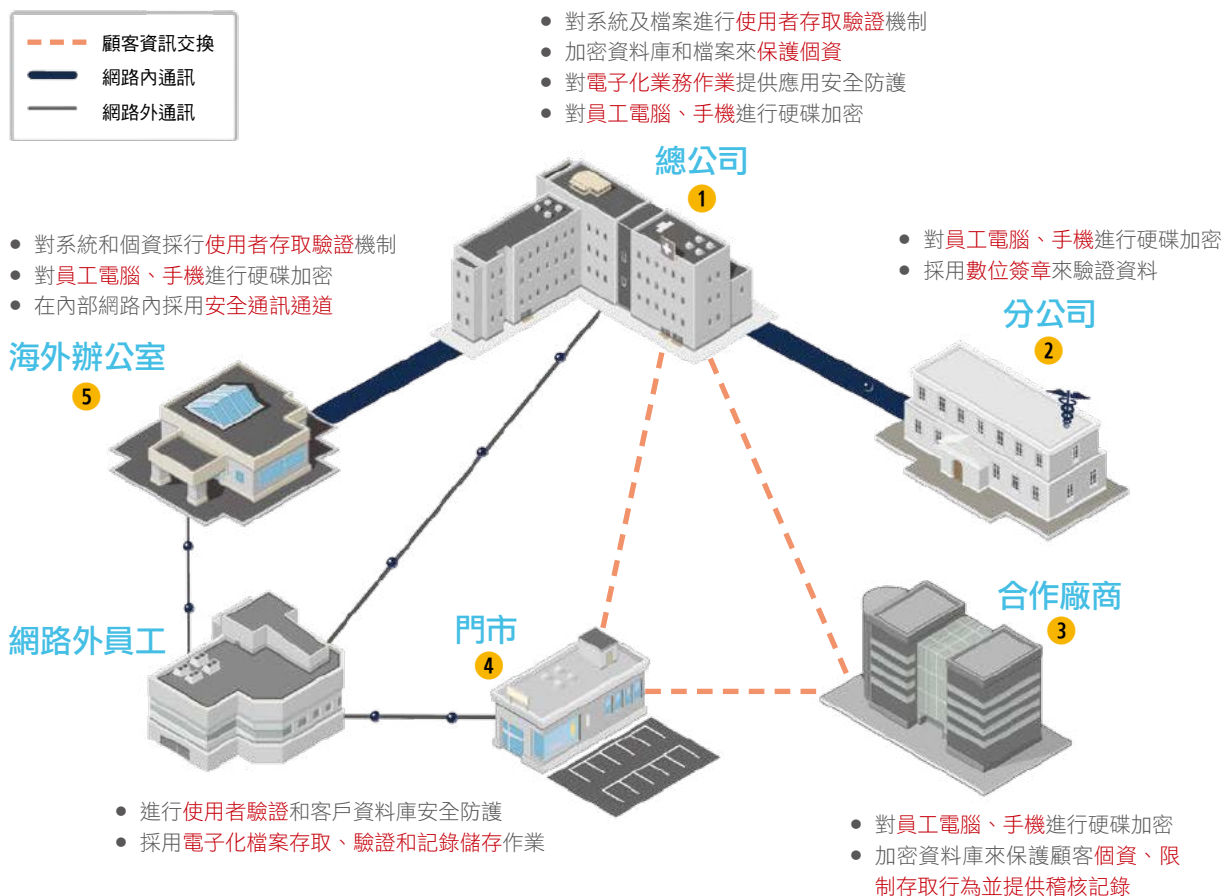 顧客資訊交換
網路內通訊
網路外通訊
● 對系統及檔案進行使用者存取驗證機制
● 加密資料庫和檔案來保護個資
● 對電子化業務作業提供應用安全防護
● 對員工電腦、手機進行硬碟加密
總公司
1
● 對系統和個資採行使用者存取驗證機制
● 對員工電腦、手機進行硬碟加密
● 在內部網路內採用安全通訊通道
海外辦公室
5
● 對員工電腦、手機進行硬碟加密
● 採用數位簽章來驗證資料
分公司
2
網路外員工
門市
4
合作廠商
3
● 進行使用者驗證和客戶資料庫安全防護
● 採用電子化檔案存取、驗證和記錄儲存作業
● 對員工電腦、手機進行硬碟加密
● 加密資料庫來保護顧客個資、限
制存取行為並提供稽核記錄